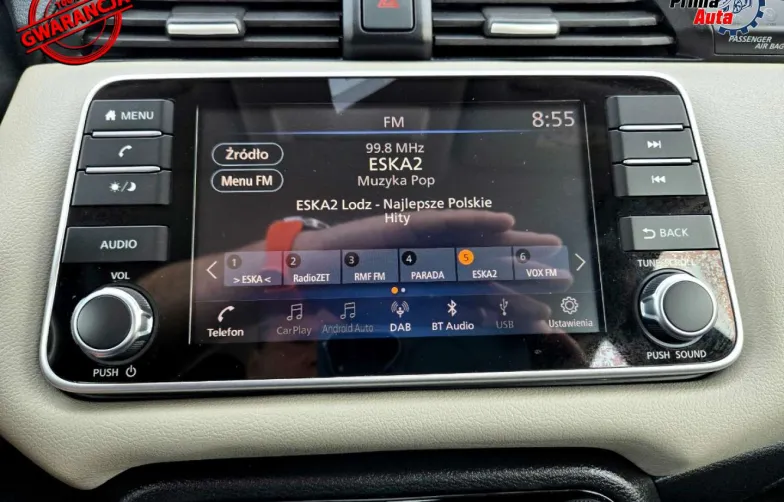 GWARANCJA
Prima
Auta
PASSENGER
AIR BAG
MENU
FM
8:55
Źródło
99.8 MHz
Menu FM
ESKA2
Muzyka Pop
ESKA2 Lodz - Najlepsze Polskie
Hity
AUDIO
BACK
VOL
TUNE/SCROLL
1
2
3
4
5
6
> ESKA <
RadioZET
RMF FM
PARADA
ESKA2
VOX FM
Telefon
CarPlay
Android Auto
DAB
BT Audio
USB
Ustawienia
PUSH
PUSH SOUND